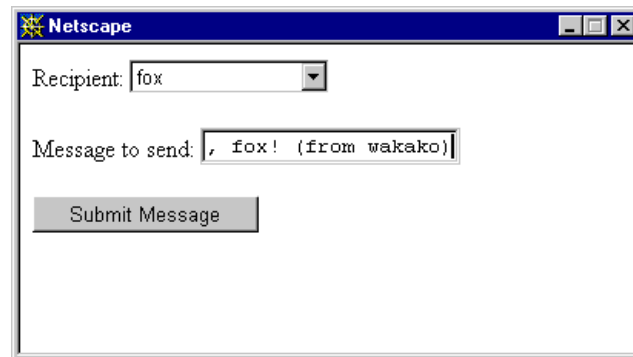 Netscape
Recipient: fox
Message to send: , fox! (from wakako)
Submit Message